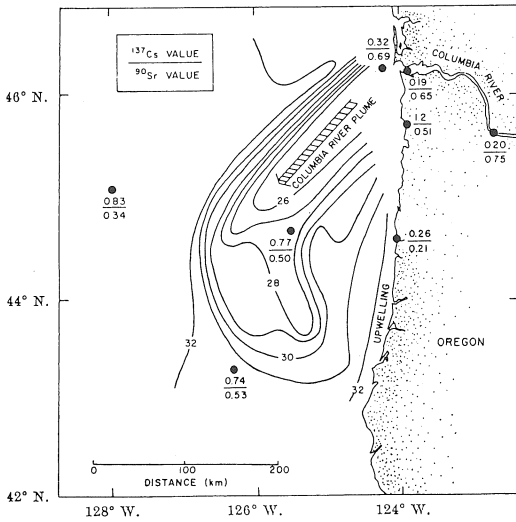 137Cs VALUE
90Sr VALUE
0.32
0.69
COLUMBIA RIVER
0.19
0.65
1.2
0.51
0.20
0.75
46° N.
COLUMBIA RIVER PLUME
26
0.83
0.34
0.77
0.50
0.26
0.21
28
44° N.
UPWELLING
OREGON
32
30
32
0.74
0.53
0 100 200
DISTANCE (km)
42° N.
128° W. 126° W. 124° W.